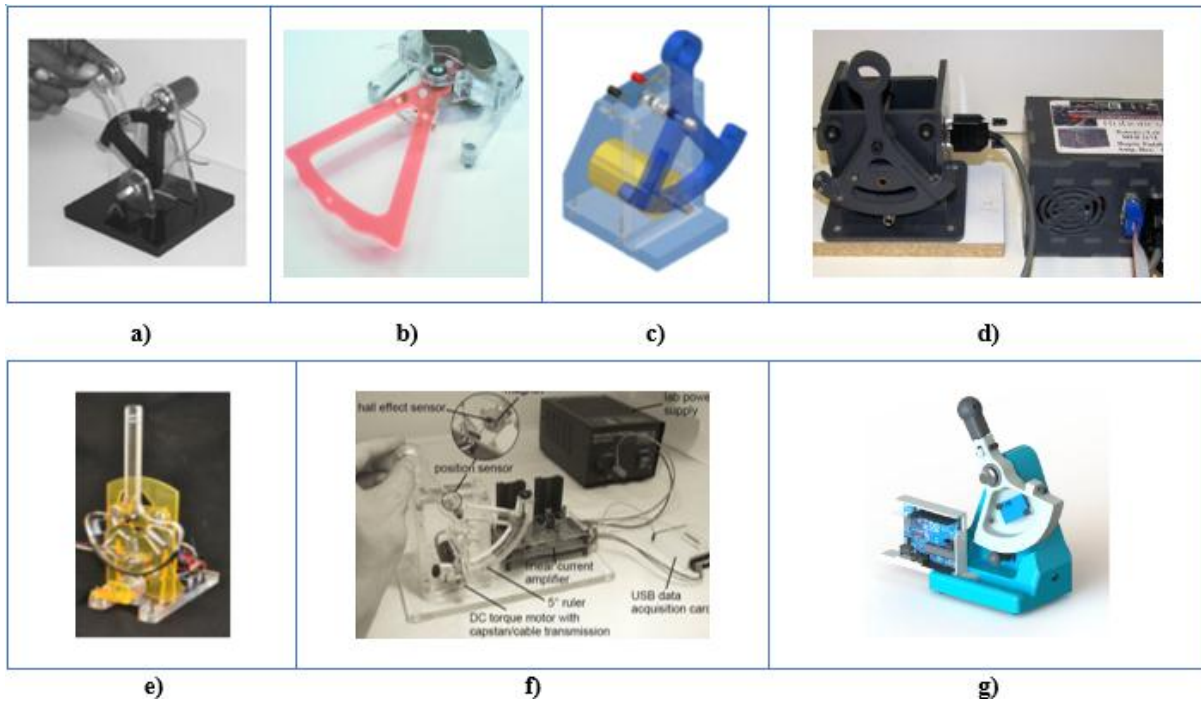 a)
b)
c)
d)
hall effect sensor
lab power
supply
position sensor
linear current
amplifier
5" ruler
USB data
acquisition card
DC torque motor with
capstan/cable transmission
e)
f)
g)